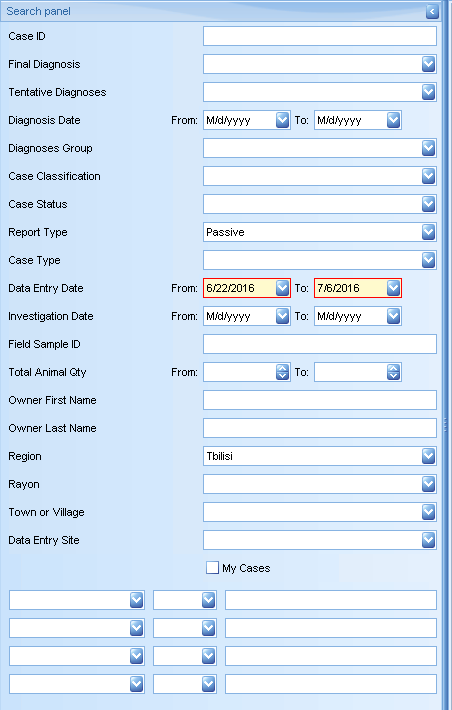 Search panel
Case ID
Final Diagnosis
Tentative Diagnoses
Diagnosis Date From: M/d/yyyy To: M/d/yyyy
Diagnoses Group
Case Classification
Case Status
Report Type Passive
Case Type
Data Entry Date From: 6/22/2016 To: 7/6/2016
Investigation Date From: M/d/yyyy To: M/d/yyyy
Field Sample ID
Total Animal Qty From: To:
Owner First Name
Owner Last Name
Region Tbilisi
Rayon
Town or Village
Data Entry Site
My Cases